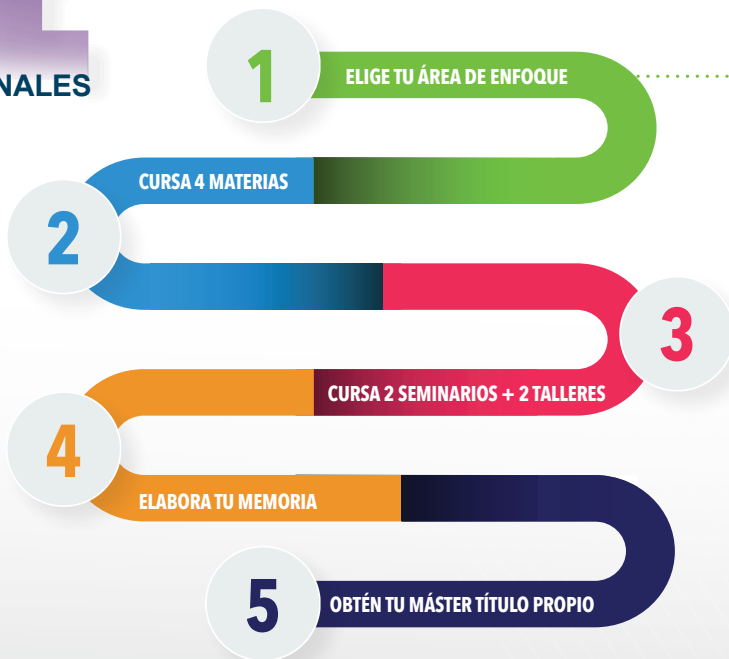 NALES
1
ELIGE TU ÁREA DE ENFOQUE
CURSA 4 MATERIAS
2
3
CURSA 2 SEMINARIOS + 2 TALLERES
4
ELABORA TU MEMORIA
5
OBTÉN TU MÁSTER TÍTULO PROPIO